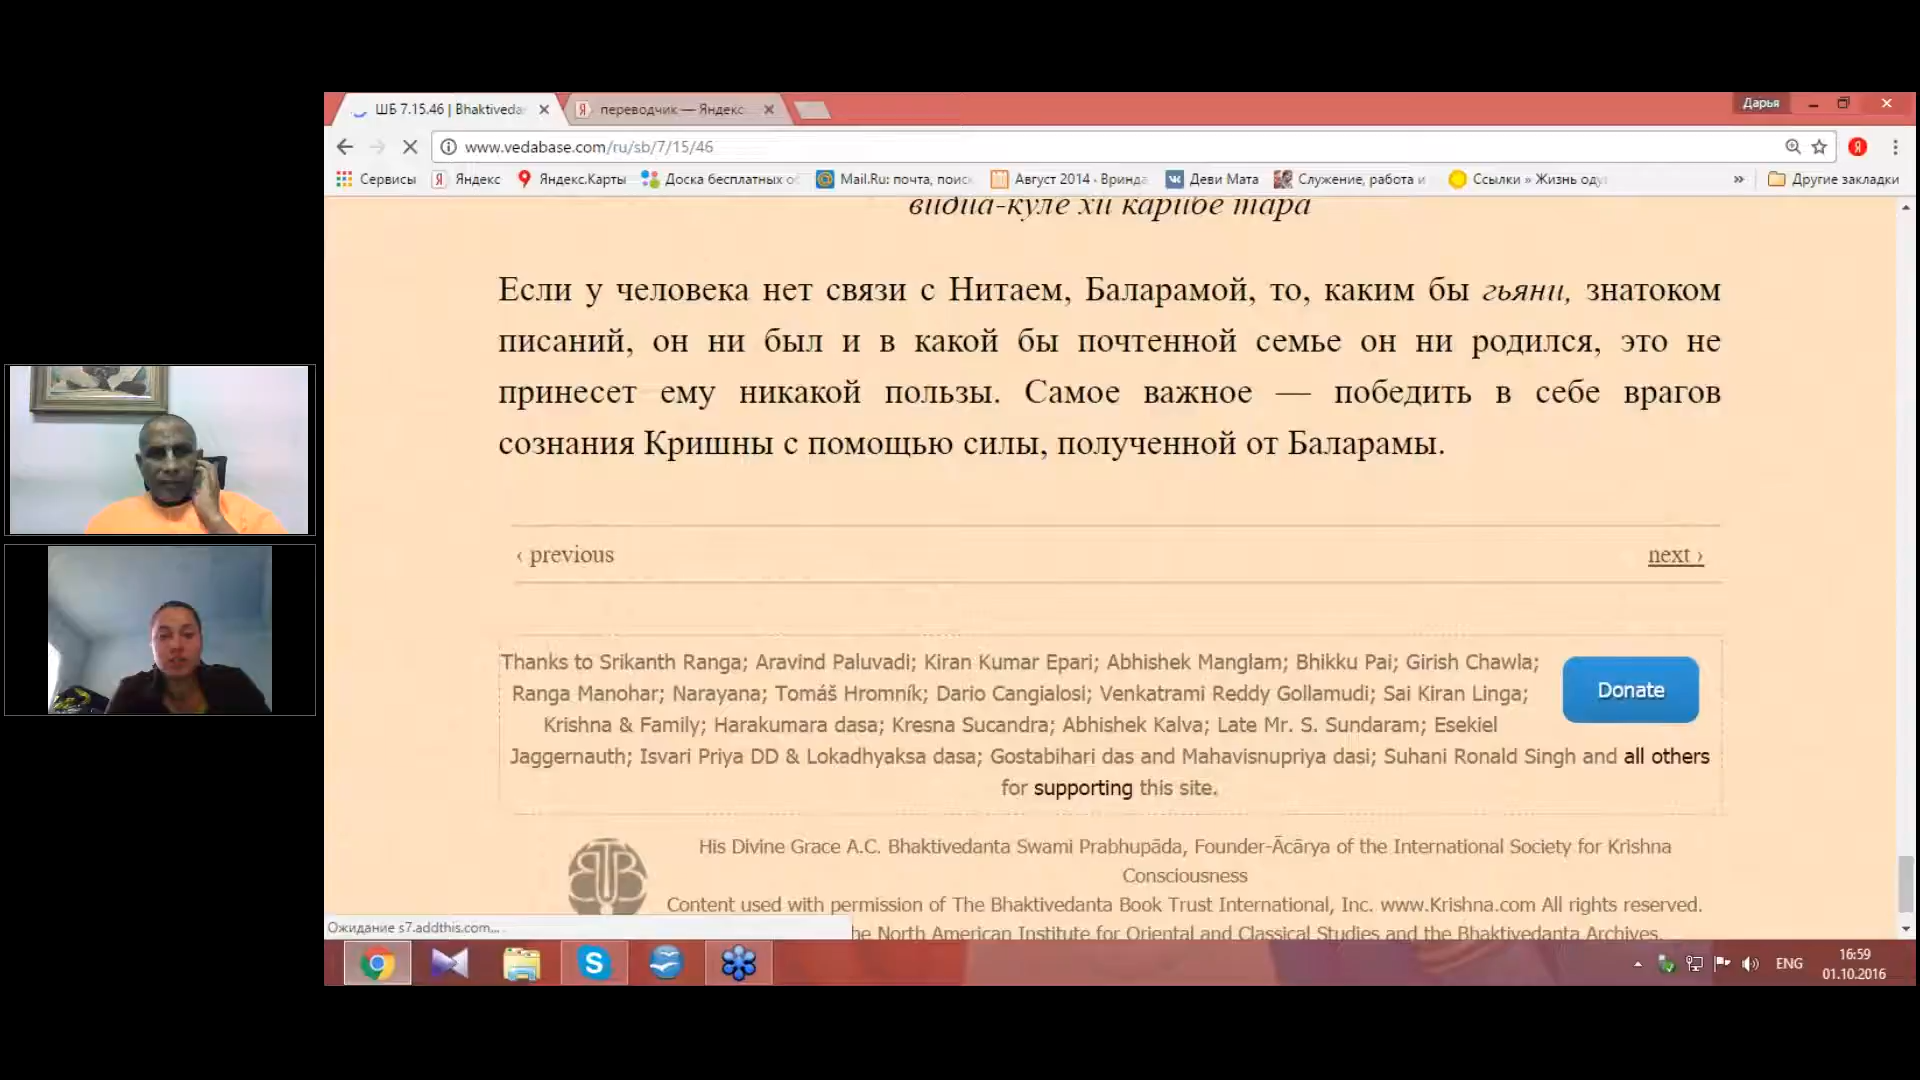 ШБ 7.15.46 | Bhaktiveda
переводчик — Яндекс
Дарья
www.vedabase.com/ru/sb/7/15/46
Сервисы
Яндекс
Яндекс.Карты
Доска бесплатных об
Mail.Ru: почта, поиск
Август 2014 - Вринда
Деви Мата
Служение, работа и
Ссылки » Жизнь оду
»
Другие закладки
видйа-куле хи карибе тара
Если у человека нет связи с Нитаем, Баларамой, то, каким бы гьяни, знатоком
писаний, он ни был и в какой бы почтенной семье он ни родился, это не
принесет ему никакой пользы. Самое важное — победить в себе врагов
сознания Кришны с помощью силы, полученной от Баларамы.
‹ previous
next ›
Thanks to Srikanth Ranga; Aravind Paluvadi; Kiran Kumar Epari; Abhishek Manglam; Bhikku Pai; Girish Chawla;
Ranga Manohar; Narayana; Tomáš Hromník; Dario Cangialosi; Venkatrami Reddy Gollamudi; Sai Kiran Linga;
Krishna & Family; Harakumara dasa; Kresna Sucandra; Abhishek Kalva; Late Mr. S. Sundaram; Esekiel
Jaggernauth; Isvari Priya DD & Lokadhyaksa dasa; Gostabihari das and Mahavisnupriya dasi; Suhani Ronald Singh and all others
for supporting this site.
Donate
His Divine Grace A.C. Bhaktivedanta Swami Prabhupāda, Founder-Ācārya of the International Society for Krishna
Consciousness
Content used with permission of The Bhaktivedanta Book Trust International, Inc. www.Krishna.com All rights reserved.
he North American Institute for Oriental and Classical Studies and the Bhaktivedanta Archives.
Ожидание s7.addthis.com...
ENG
16:59
01.10.2016